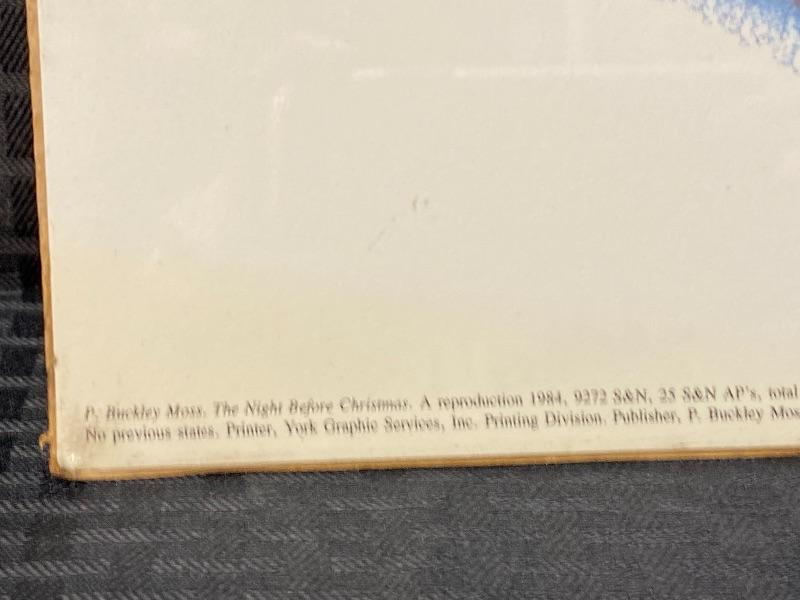 P. Buckley Moss. The Night Before Christmas. A reproduction 1984, 9272 S&N, 25 S&N AP's, total
No previous states. Printer, York Graphic Services, Inc. Printing Division. Publisher, P. Buckley Mos